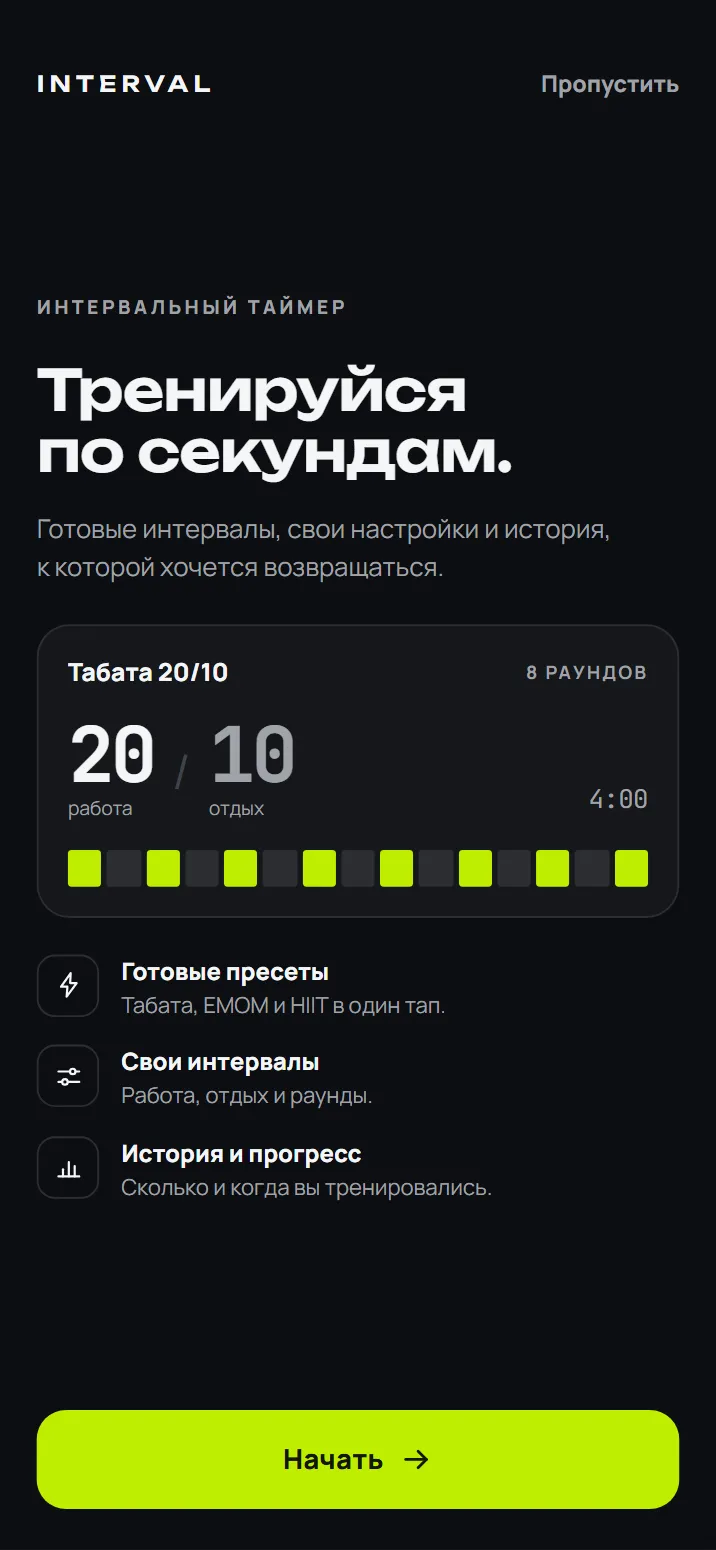 INTERVAL
Пропустить
ИНТЕРВАЛЬНЫЙ ТАЙМЕР
Тренируйся
по секундам.
Готовые интервалы, свои настройки и история,
к которой хочется возвращаться.
Табата 20/10
8 РАУНДОВ
20 / 10
работа
отдых
4:00
Готовые пресеты
Табата, EMOM и HIIT в один тап.
Свои интервалы
Работа, отдых и раунды.
История и прогресс
Сколько и когда вы тренировались.
Начать →